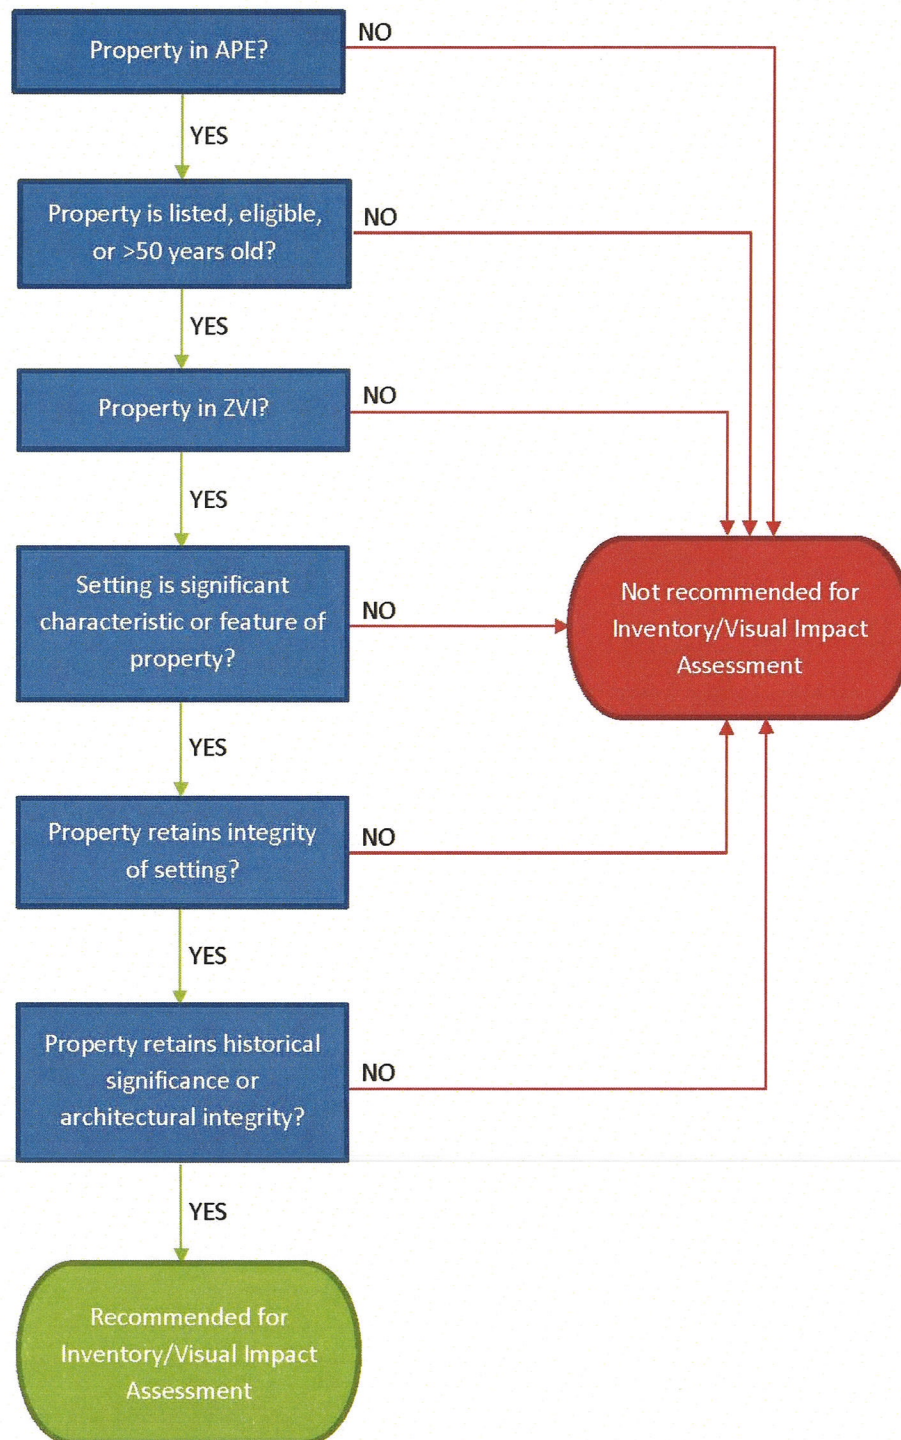 Property in APE?
NO
YES
Property is listed, eligible,
or >50 years old?
NO
YES
Property in ZVI?
NO
YES
Setting is significant
characteristic or feature of
property?
NO
Not recommended for
Inventory/Visual Impact
Assessment
YES
Property retains integrity
of setting?
NO
YES
Property retains historical
significance or
architectural integrity?
NO
YES
Recommended for
Inventory/Visual Impact
Assessment